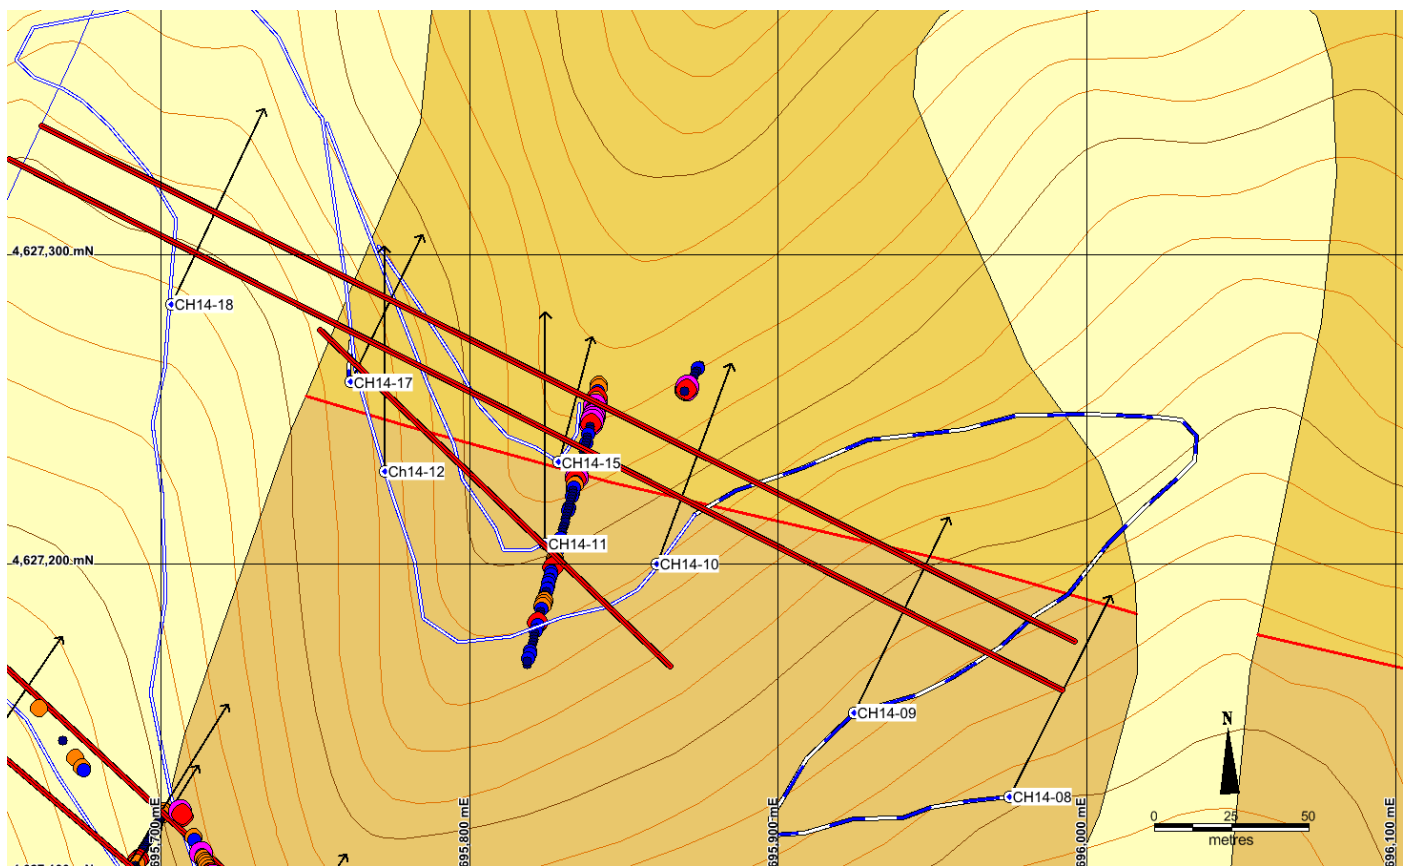 4,627,300 mN
CH14-18
CH14-17
CH14-15
Ch14-12
CH14-11
4,627,200 mN
CH14-10
CH14-09
N
CH14-08
0 25 50
metres
695,700 mE
695,800 mE
695,900 mE
696,000 mE
696,100 mE